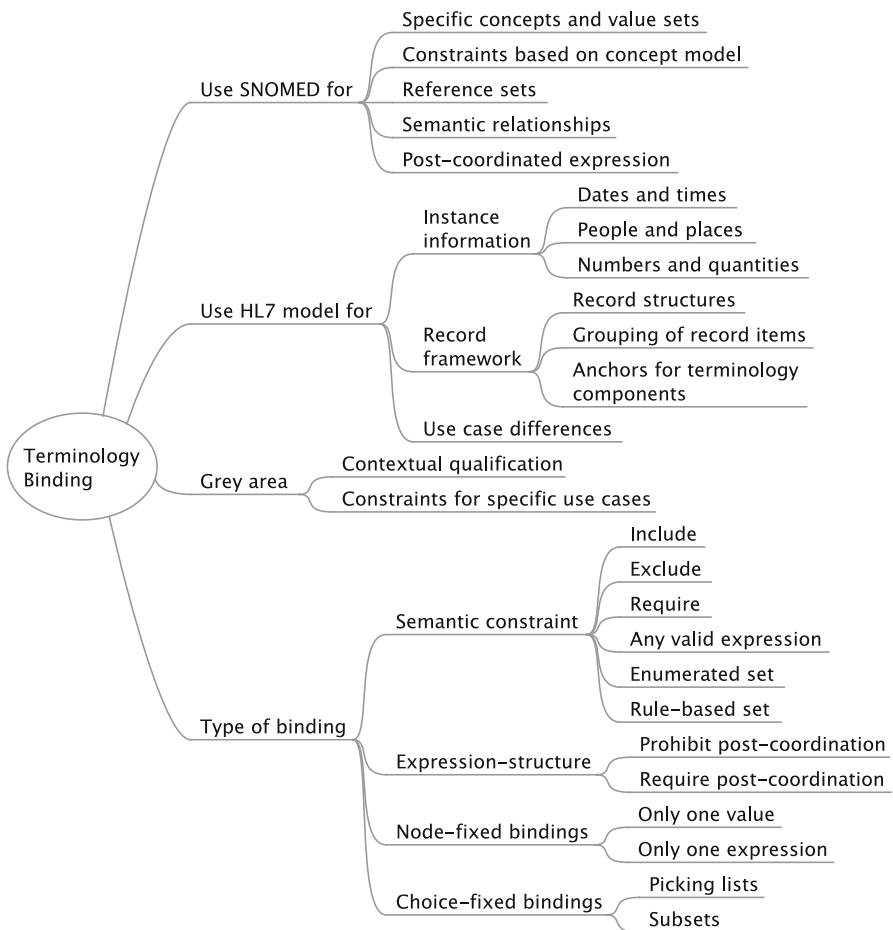 Terminology
Binding
Use SNOMED for
Specific concepts and value sets
Constraints based on concept model
Reference sets
Semantic relationships
Post-coordinated expression
Use HL7 model for
Instance
information
Dates and times
People and places
Numbers and quantities
Record
framework
Record structures
Grouping of record items
Anchors for terminology
components
Use case differences
Grey area
Contextual qualification
Constraints for specific use cases
Type of binding
Semantic constraint
Include
Exclude
Require
Any valid expression
Enumerated set
Rule-based set
Expression-structure
Prohibit post-coordination
Require post-coordination
Node-fixed bindings
Only one value
Only one expression
Choice-fixed bindings
Picking lists
Subsets